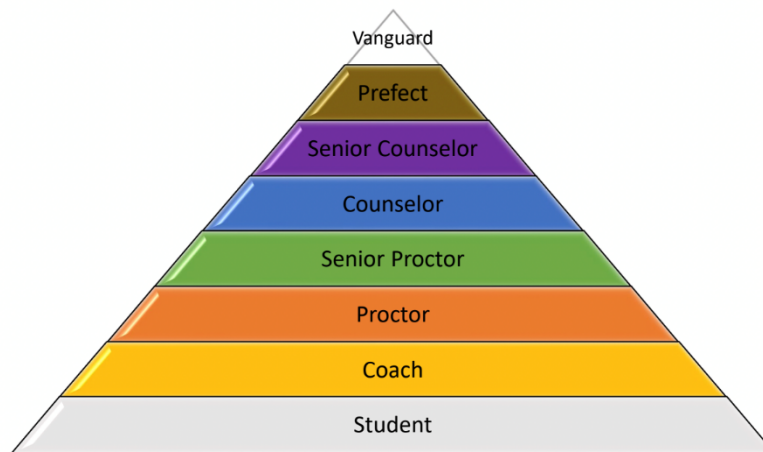 Vanguard
Prefect
Senior Counselor
Counselor
Senior Proctor
Proctor
Coach
Student